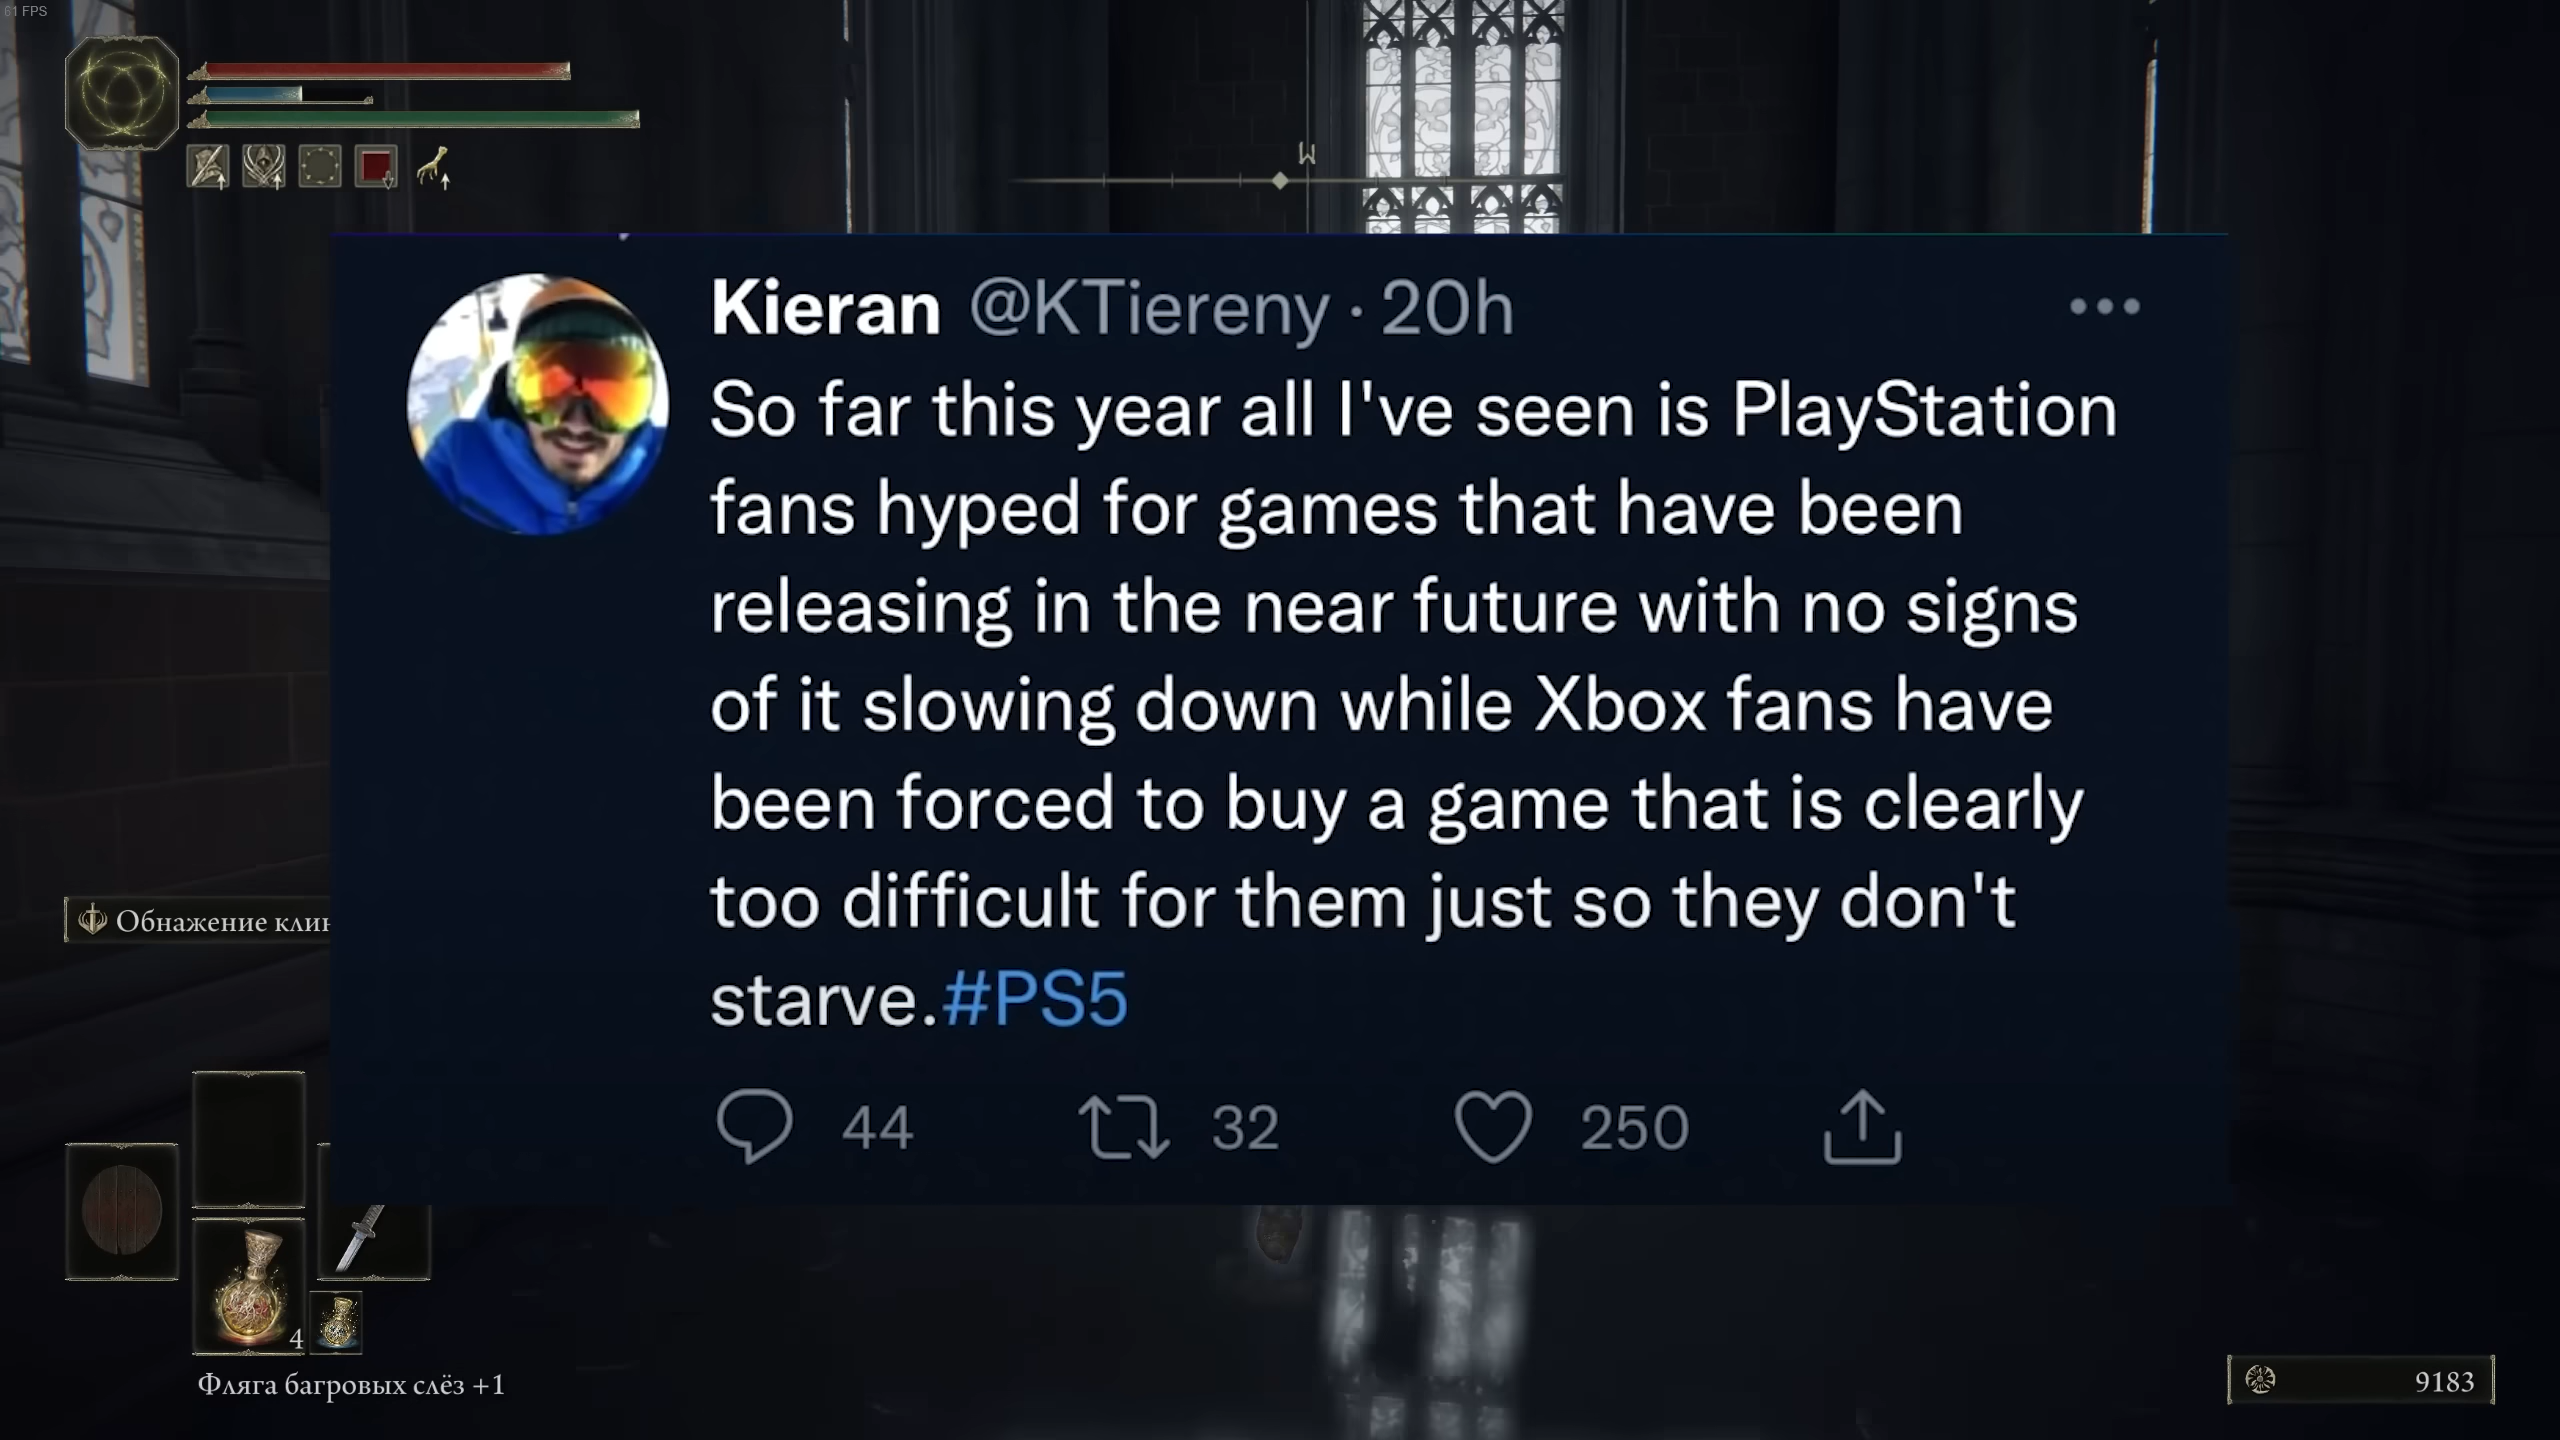 61 FPS
W
Kieran @KTiereny · 20h
So far this year all I've seen is PlayStation
fans hyped for games that have been
releasing in the near future with no signs
of it slowing down while Xbox fans have
been forced to buy a game that is clearly
too difficult for them just so they don't
starve.#PS5
44 32 250
Обнажение
4
Фляга багровых слёз +1
9183